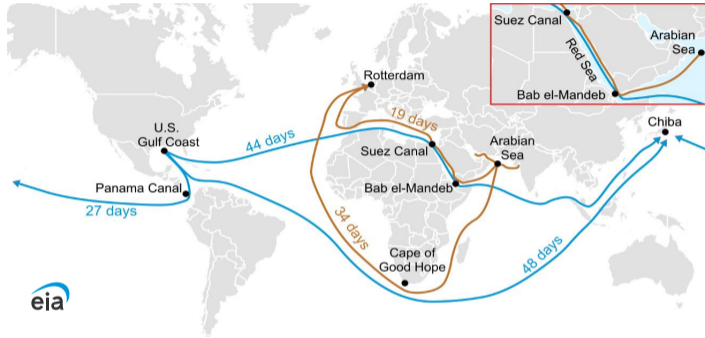 Suez Canal
Red Sea
Arabian
Sea
Bab el-Mandeb
Rotterdam
U.S.
Gulf Coast
44 days
19 days
Suez Canal
Arabian
Sea
Chiba
Panama Canal
Bab el-Mandeb
27 days
34 days
Cape of
Good Hope
48 days
eia